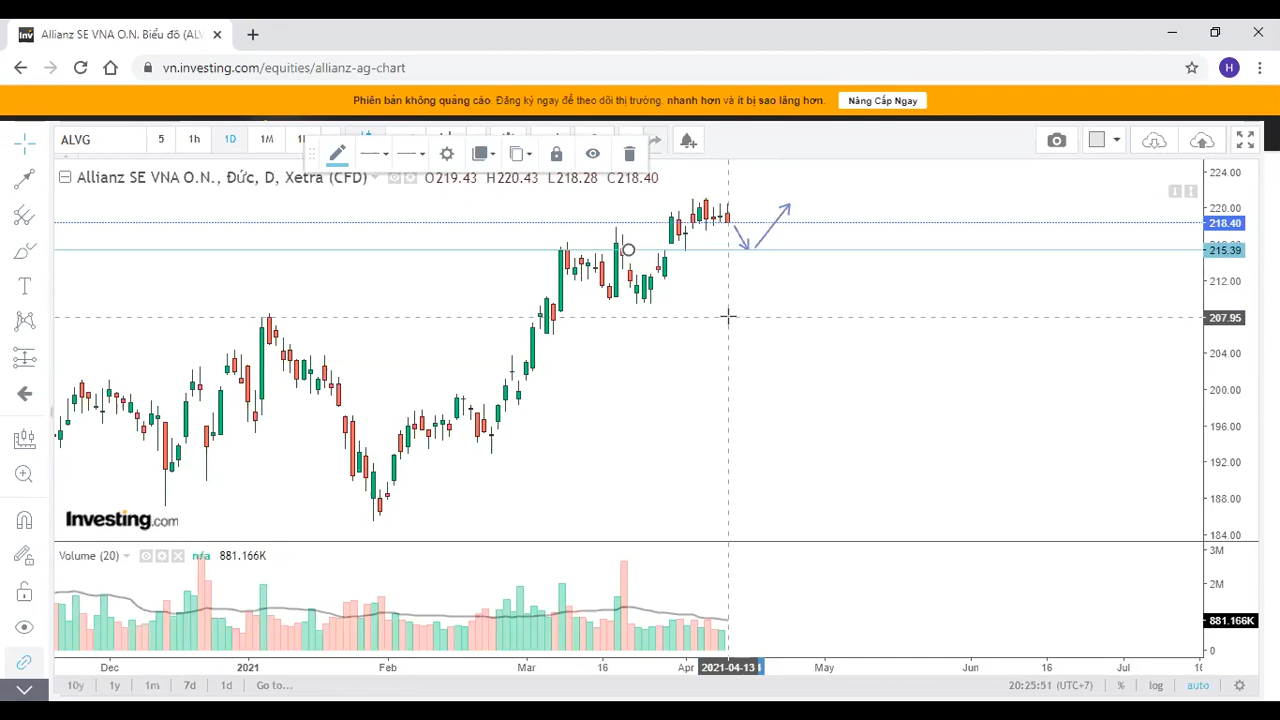 Inv Allianz SE VNA O.N. Biểu đồ (ALV
vn.investing.com/equities/allianz-ag-chart
H
Phiên bản không quảng cáo. Đăng ký ngay để theo dõi thị trường, nhanh hơn và ít bị sao lãng hơn. Nâng Cấp Ngay
ALVG 5 1h 1D 1M
Allianz SE VNA O.N., Đức, D, Xetra (CFD) O219.43 H220.43 L218.28 C218.40
224.00
220.00
218.40
215.39
212.00
207.95
204.00
200.00
196.00
192.00
188.00
184.00
Investing.com
Volume (20) n/a 881.166K
3M
2M
881.166K
0
Dec 2021 Feb Mar 16 Apr 2021-04-13 May Jun 16 Jul
10y 1y 1m 7d 1d Go to... 20:25:51 (UTC+7) % log auto